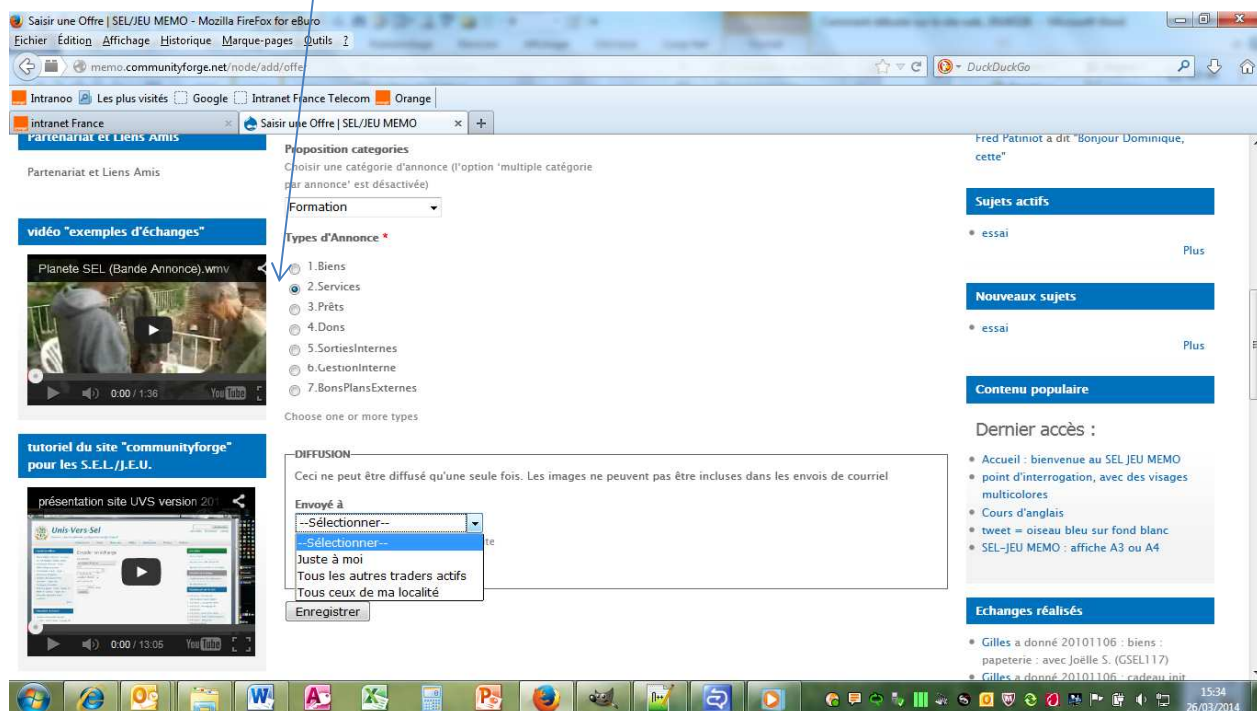 Saisir une Offre | SEL/JEU MEMO - Mozilla FireFox for eBuro
Fichier Édition Affichage Historique Marque-pages Outils ?
memo.communityforge.net/node/add/offer
DuckDuckGo
Intranoo Les plus visités Google Intranet France Telecom Orange
intranet France
Saisir une Offre | SEL/JEU MEMO
Partenariat et Liens Amis
Partenariat et Liens Amis
vidéo "exemples d'échanges"
Planete SEL (Bande Annonce).wmv
0:00 / 1:36 YouTube
tutoriel du site "communityforge"
pour les S.E.L./J.E.U.
présentation site UVS version 201
Unis Vers Sel
0:00 / 13:05 YouTube
Proposition categories
Choisir une catégorie d'annonce (l'option 'multiple catégorie
par annonce' est désactivée)
Formation
Types d'Annonce *
1.Biens
2.Services
3.Prêts
4.Dons
5.SortiesInternes
6.GestionInterne
7.BonsPlansExternes
Choose one or more types
DIFFUSION
Ceci ne peut être diffusé qu'une seule fois. Les images ne peuvent pas être incluses dans les envois de courriel
Envoyé à
--Sélectionner--
--Sélectionner--
Juste à moi
Tous les autres traders actifs
Tous ceux de ma localité
Enregistrer
Fred Patiniot a dit "Bonjour Dominique,
cette"
Sujets actifs
essai
Plus
Nouveaux sujets
essai
Plus
Contenu populaire
Dernier accès :
Accueil : bienvenue au SEL JEU MEMO
point d'interrogation, avec des visages
multicolores
Cours d'anglais
tweet = oiseau bleu sur fond blanc
SEL-JEU MEMO : affiche A3 ou A4
Echanges réalisés
Gilles a donné 20101106 : biens :
papeterie : avec Joëlle S. (GSEL117)
Gilles a donné 20101106 : cadeau init
15:34
26/03/2014